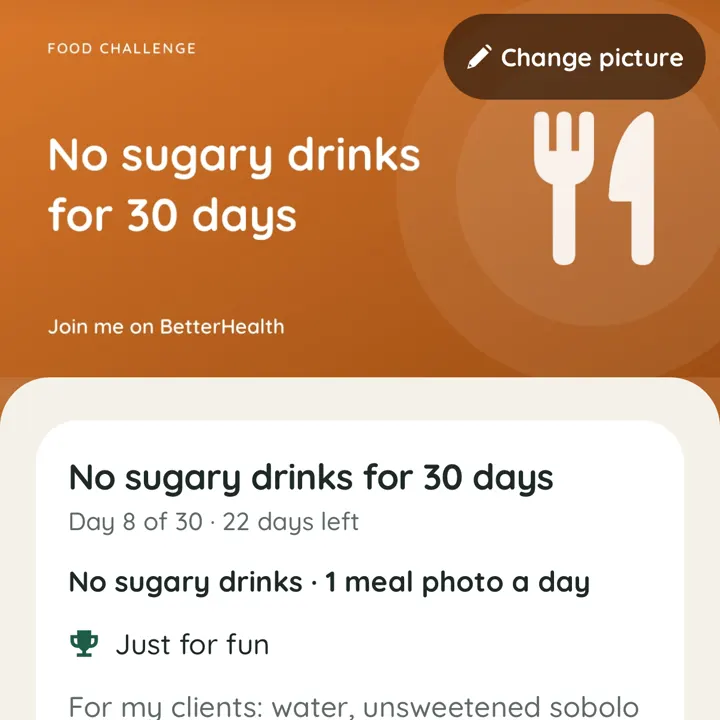 FOOD CHALLENGE
Change picture
No sugary drinks
for 30 days
Join me on BetterHealth
No sugary drinks for 30 days
Day 8 of 30 · 22 days left
No sugary drinks · 1 meal photo a day
Just for fun
For my clients: water, unsweetened sobolo